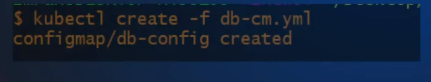 $ kubectl create -f db-cm.yml
configmap/db-config created